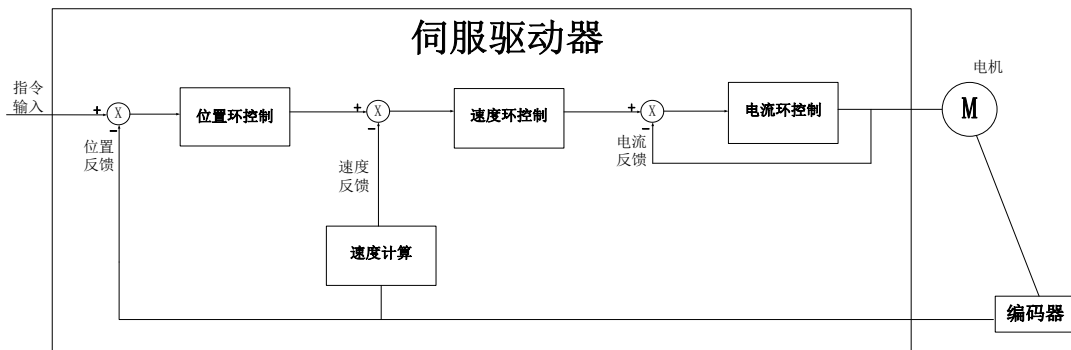 伺服驱动器
指令
输入
+
X
-
位置
反馈
位置环控制
+
X
-
速度
反馈
速度环控制
+
X
-
电流
反馈
电流环控制
电机
M
速度计算
编码器